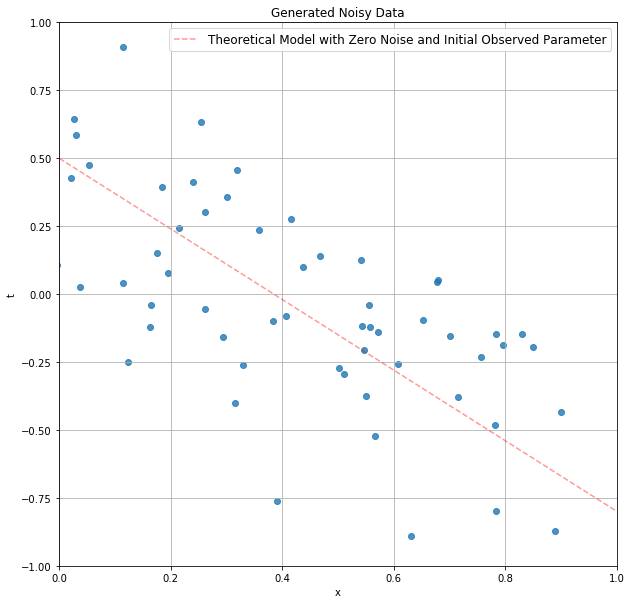 Generated Noisy Data
Theoretical Model with Zero Noise and Initial Observed Parameter
1.00
0.75
0.50
0.25
0.00
−0.25
−0.50
−0.75
−1.00
t
0.0 0.2 0.4 0.6 0.8 1.0
x